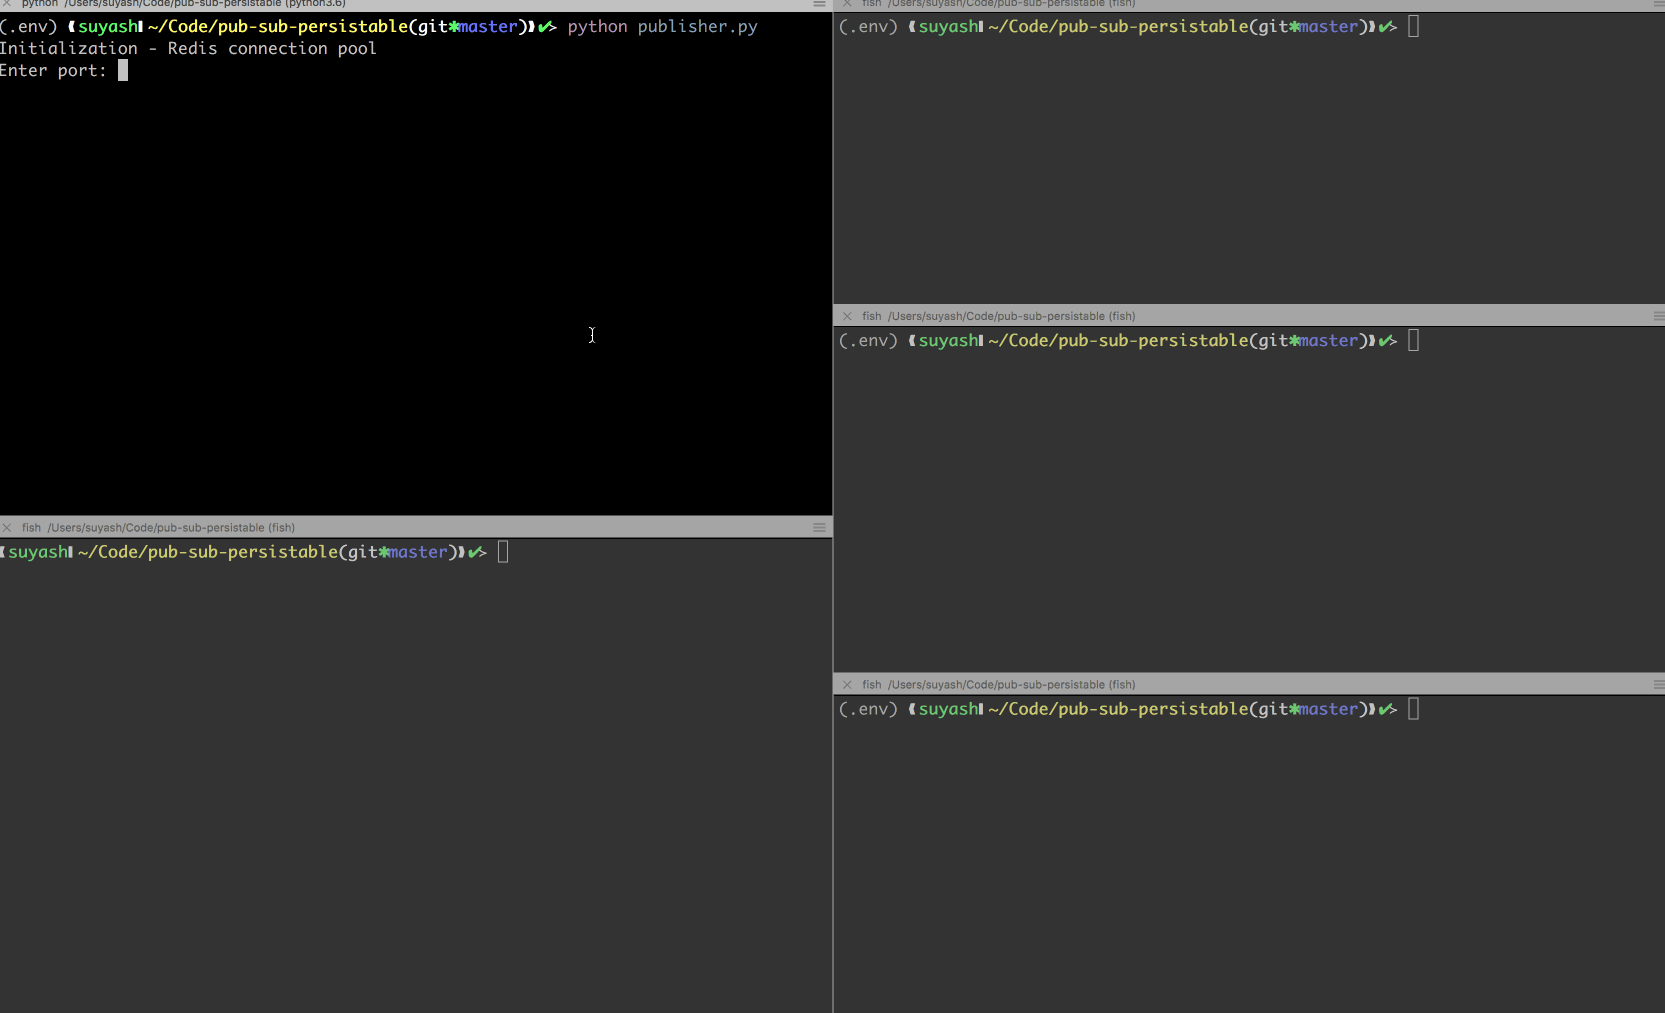 python /Users/suyash/Code/pub-sub-persistable (python3.6)
(.env) suyash ~/Code/pub-sub-persistable(git*master) ✔> python publisher.py
Initialization - Redis connection pool
Enter port:
fish /Users/suyash/Code/pub-sub-persistable (fish)
suyash ~/Code/pub-sub-persistable(git*master) ✔>
fish /Users/suyash/Code/pub-sub-persistable (fish)
(.env) suyash ~/Code/pub-sub-persistable(git*master) ✔>
fish /Users/suyash/Code/pub-sub-persistable (fish)
(.env) suyash ~/Code/pub-sub-persistable(git*master) ✔>
fish /Users/suyash/Code/pub-sub-persistable (fish)
(.env) suyash ~/Code/pub-sub-persistable(git*master) ✔>